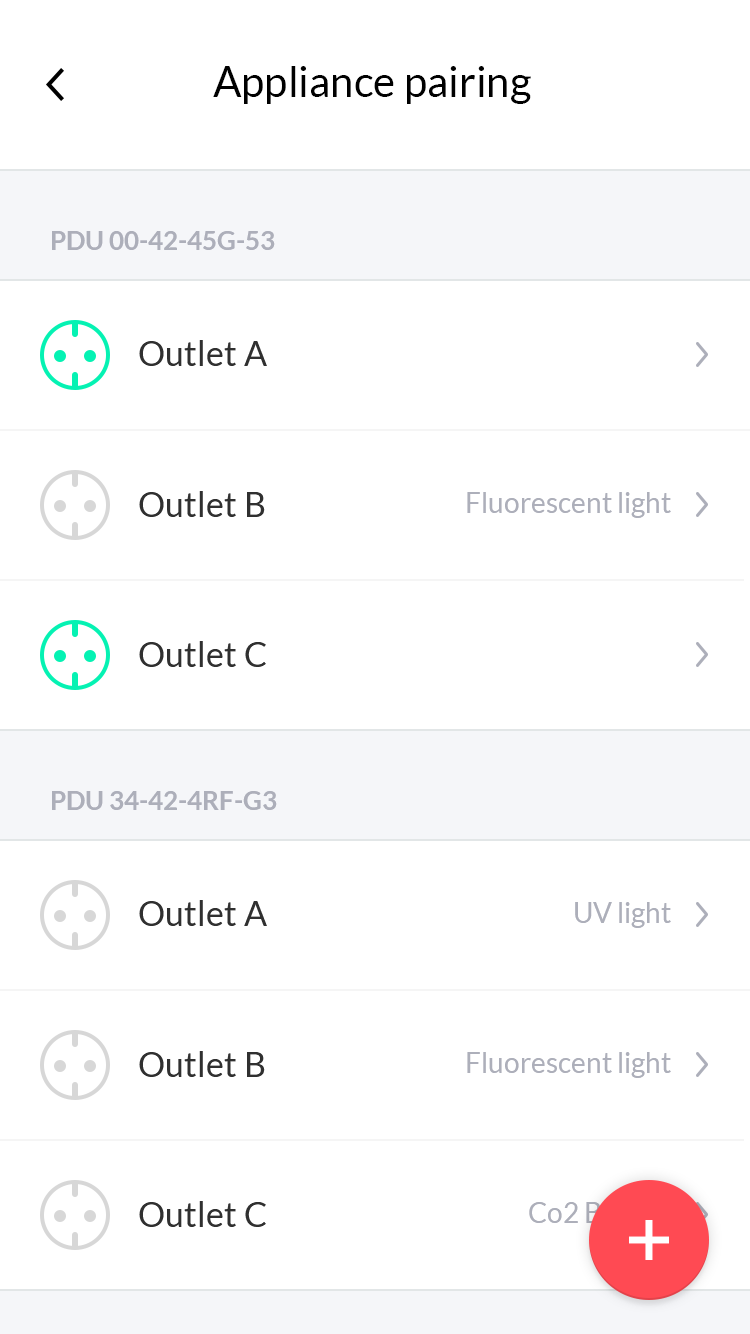 Appliance pairing
PDU 00-42-45G-53
Outlet A
Outlet B Fluorescent light
Outlet C
PDU 34-42-4RF-G3
Outlet A UV light
Outlet B Fluorescent light
Outlet C Co2